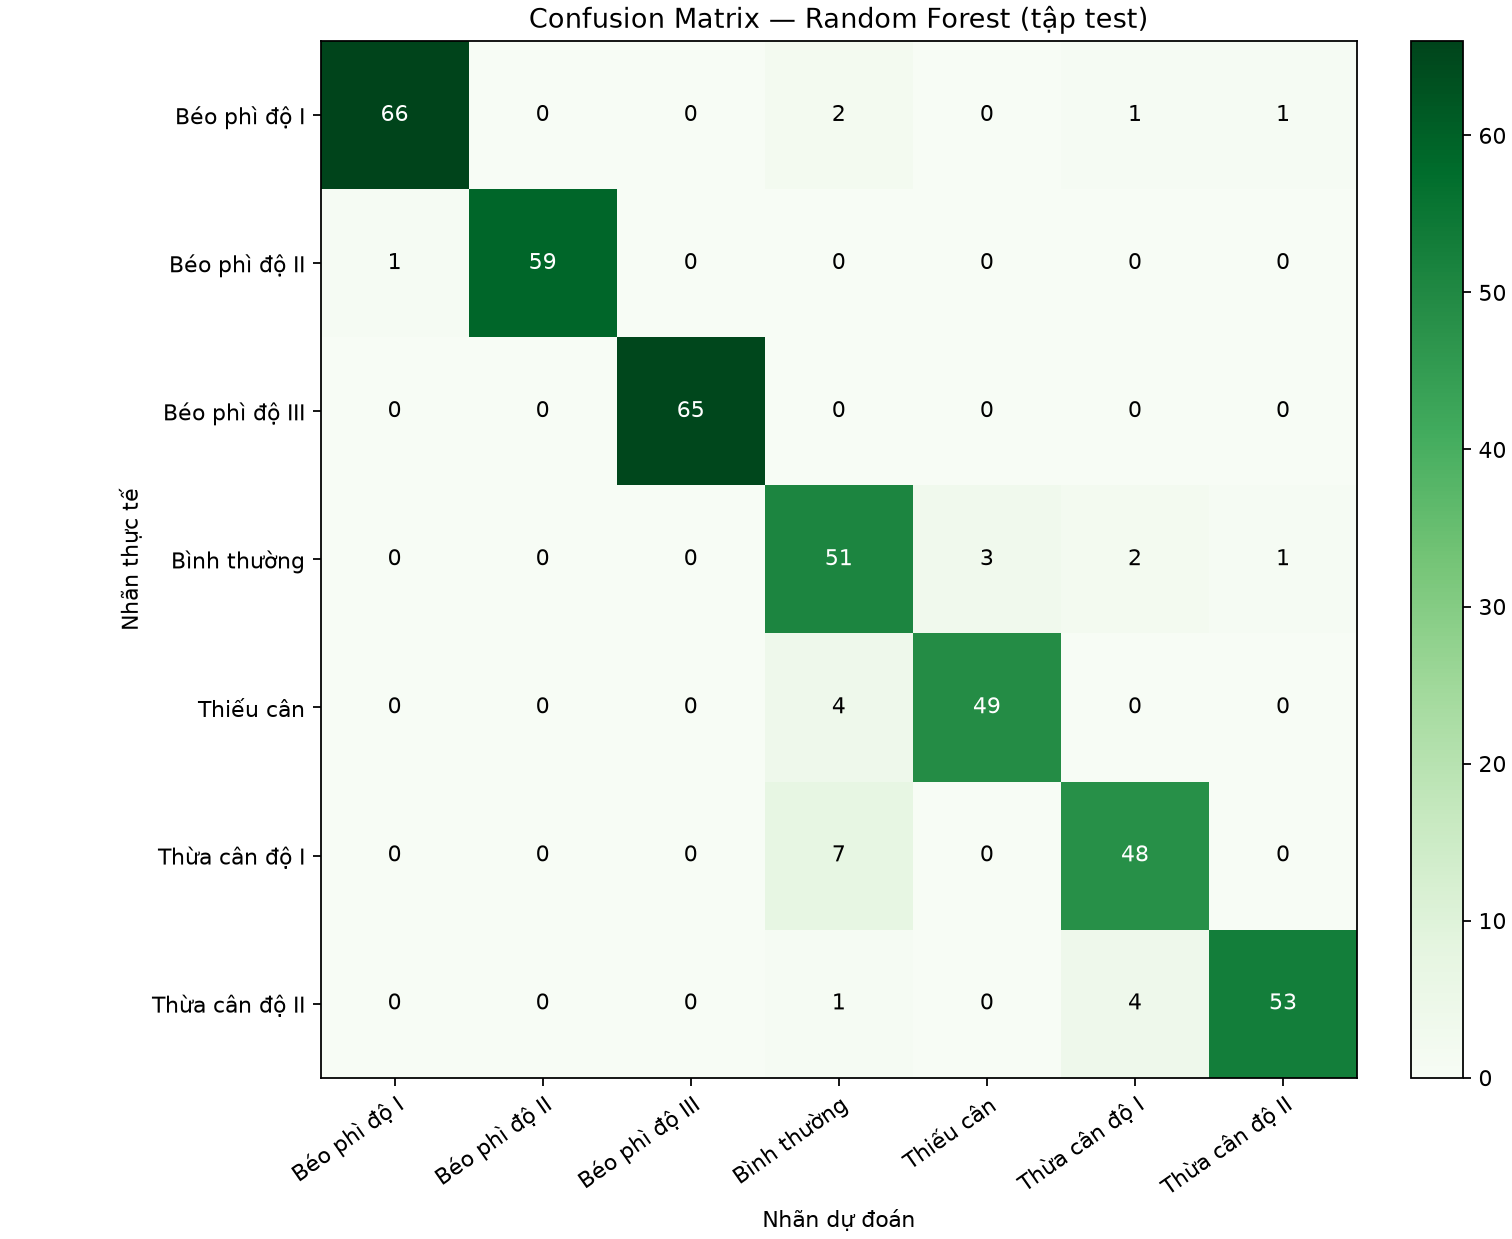 Confusion Matrix — Random Forest (tập test)
Béo phì độ I 66 0 0 2 0 1 1
Béo phì độ II 1 59 0 0 0 0 0
Béo phì độ III 0 0 65 0 0 0 0
Bình thường 0 0 0 51 3 2 1
Thiếu cân 0 0 0 4 49 0 0
Thừa cân độ I 0 0 0 7 0 48 0
Thừa cân độ II 0 0 0 1 0 4 53
Nhãn thực tế
Béo phì độ I Béo phì độ II Béo phì độ III Bình thường Thiếu cân Thừa cân độ I Thừa cân độ II
Nhãn dự đoán
60
50
40
30
20
10
0